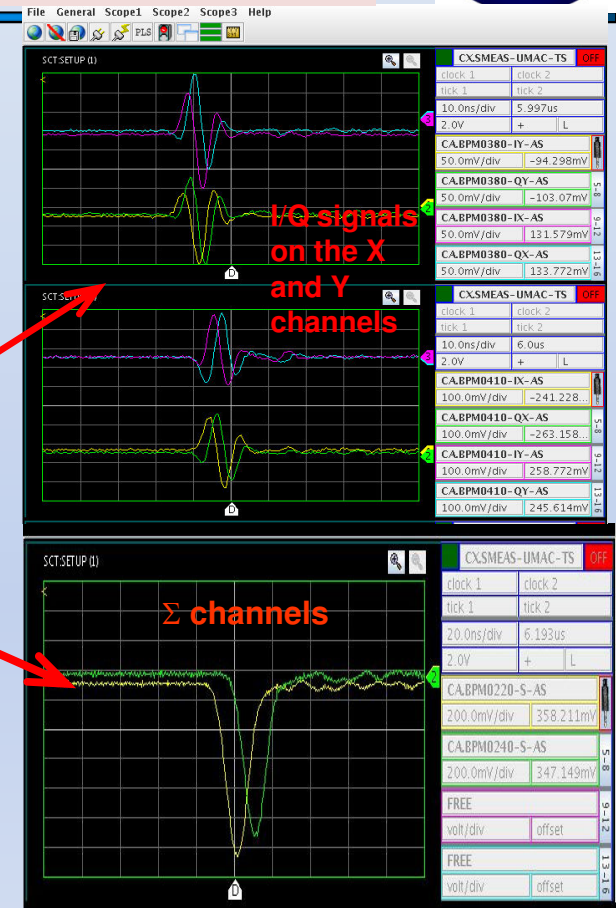 File General Scope1 Scope2 Scope3 Help
PLS
SCT:SETUP (1)
3
2
D
I/Q signals
on the X
and Y
channels
CX.SMEAS-UMAC-TS OFF
clock 1 clock 2
tick 1 tick 2
10.0ns/div 5.997us
2.0V + L
CA.BPM0380-IY-AS
50.0mV/div -94.298mV
CA.BPM0380-QY-AS
50.0mV/div -103.07mV
5-8
CA.BPM0380-IX-AS
50.0mV/div 131.579mV
9-12
CA.BPM0380-QX-AS
50.0mV/div 133.772mV
13-16
SCT:SETUP (1)
3
2
D
CX.SMEAS-UMAC-TS OFF
clock 1 clock 2
tick 1 tick 2
10.0ns/div 6.0us
2.0V + L
CA.BPM0410-IX-AS
100.0mV/div -241.228...
CA.BPM0410-QX-AS
100.0mV/div -263.158...
5-8
CA.BPM0410-IY-AS
100.0mV/div 258.772mV
9-12
CA.BPM0410-QY-AS
100.0mV/div 245.614mV
13-16
SCT:SETUP (1)
Σ channels
2
D
CX.SMEAS-UMAC-TS OFF
clock 1 clock 2
tick 1 tick 2
20.0ns/div 6.193us
2.0V + L
CA.BPM0220-S-AS
200.0mV/div 358.211mV
CA.BPM0240-S-AS
200.0mV/div 347.149mV
5-8
FREE
volt/div offset
9-12
FREE
volt/div offset
13-16